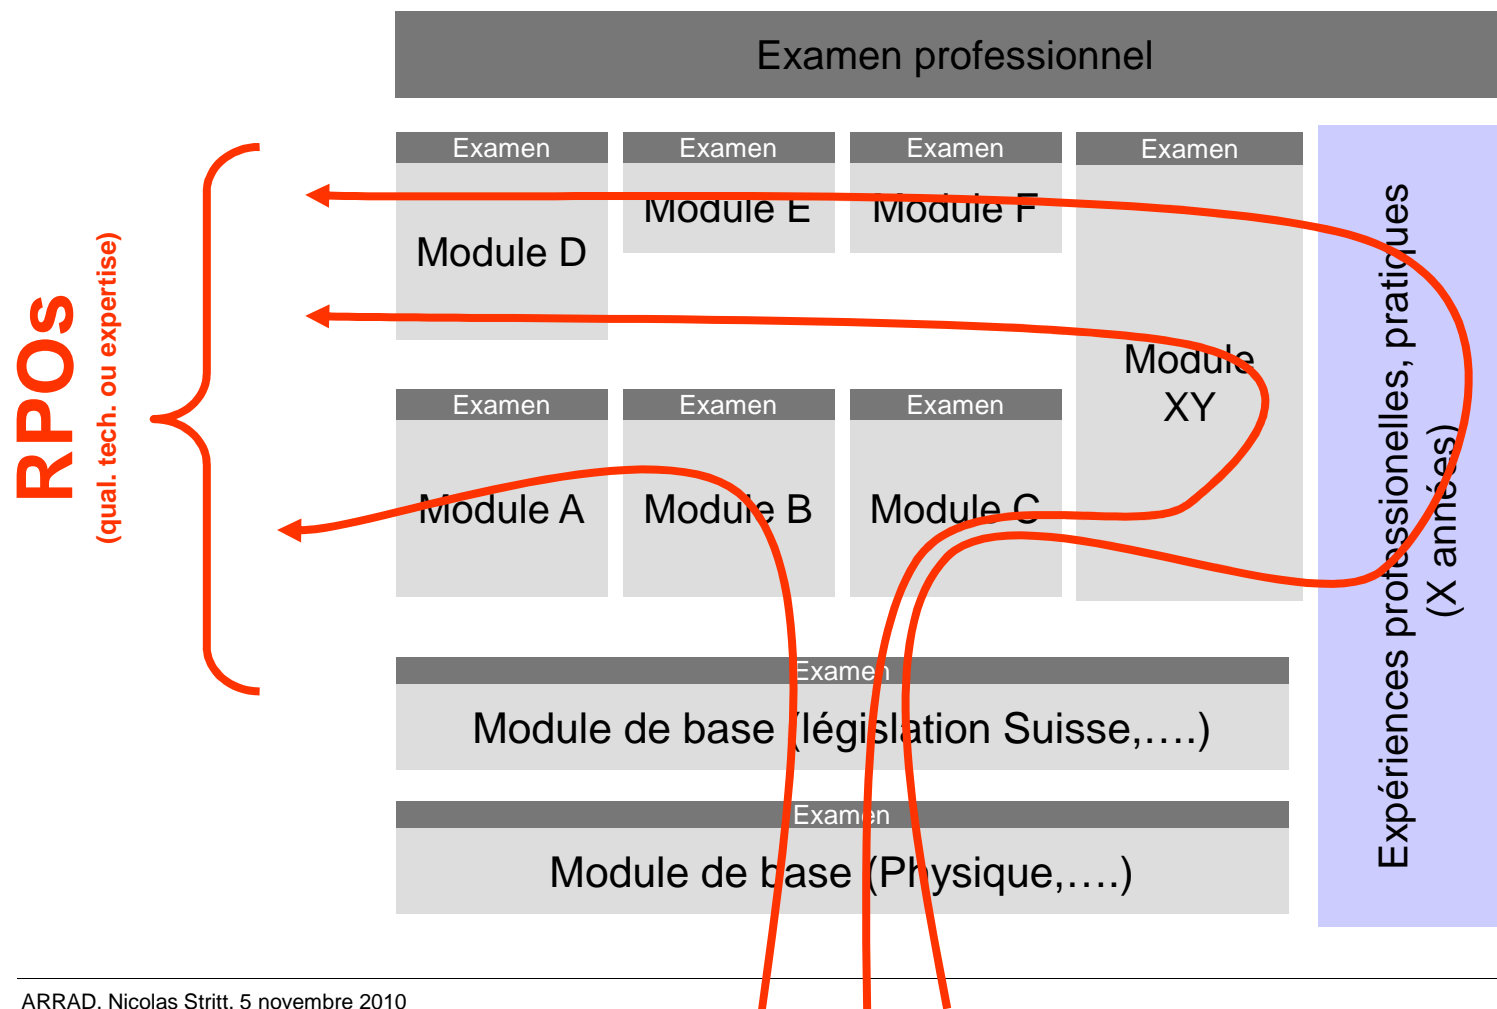 Examen professionnel
Examen
Examen
Examen
Examen
Module D
Module E
Module F
Module
XY
Examen
Examen
Examen
Module A
Module B
Module C
Examen
Module de base (législation Suisse,….)
Examen
Module de base (Physique,….)
Expériences professionelles, pratiques
(X années)
RPOs
(qual. tech. ou expertise)
ARRAD, Nicolas Stritt, 5 novembre 2010